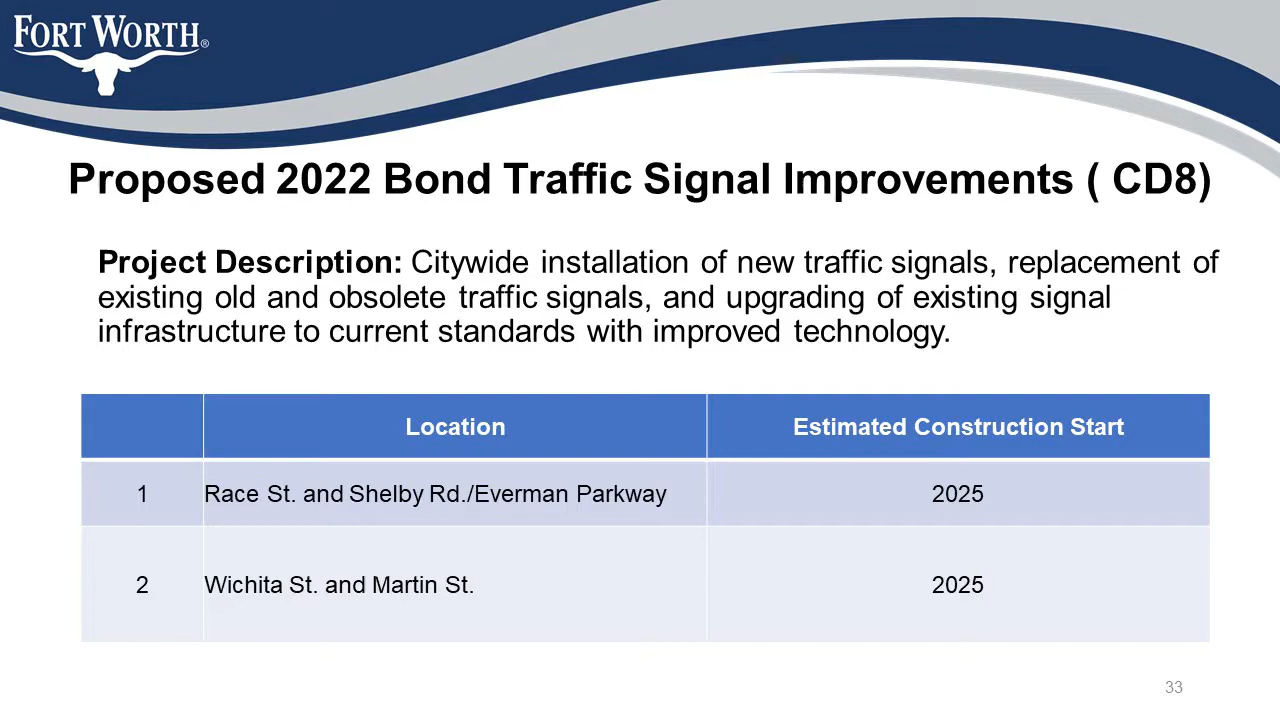 FORT WORTH®
Proposed 2022 Bond Traffic Signal Improvements ( CD8)
Project Description: Citywide installation of new traffic signals, replacement of
existing old and obsolete traffic signals, and upgrading of existing signal
infrastructure to current standards with improved technology.
Location Estimated Construction Start
1 Race St. and Shelby Rd./Everman Parkway 2025
2 Wichita St. and Martin St. 2025
33